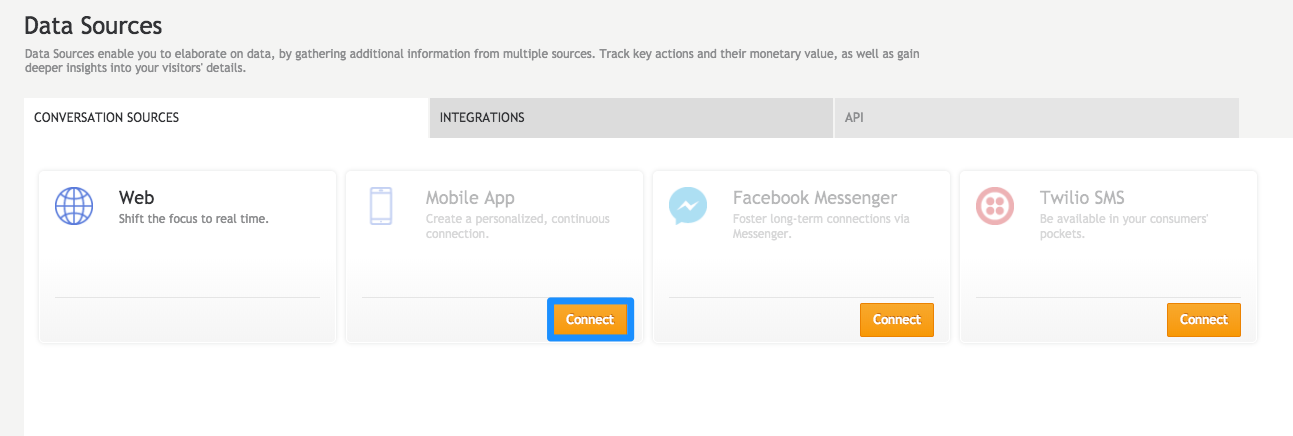 Data Sources
Data Sources enable you to elaborate on data, by gathering additional information from multiple sources. Track key actions and their monetary value, as well as gain
deeper insights into your visitors' details.
CONVERSATION SOURCES
INTEGRATIONS
API
Web
Shift the focus to real time.
Mobile App
Create a personalized, continuous
connection.
Connect
Facebook Messenger
Foster long-term connections via
Messenger.
Connect
Twilio SMS
Be available in your consumers'
pockets.
Connect